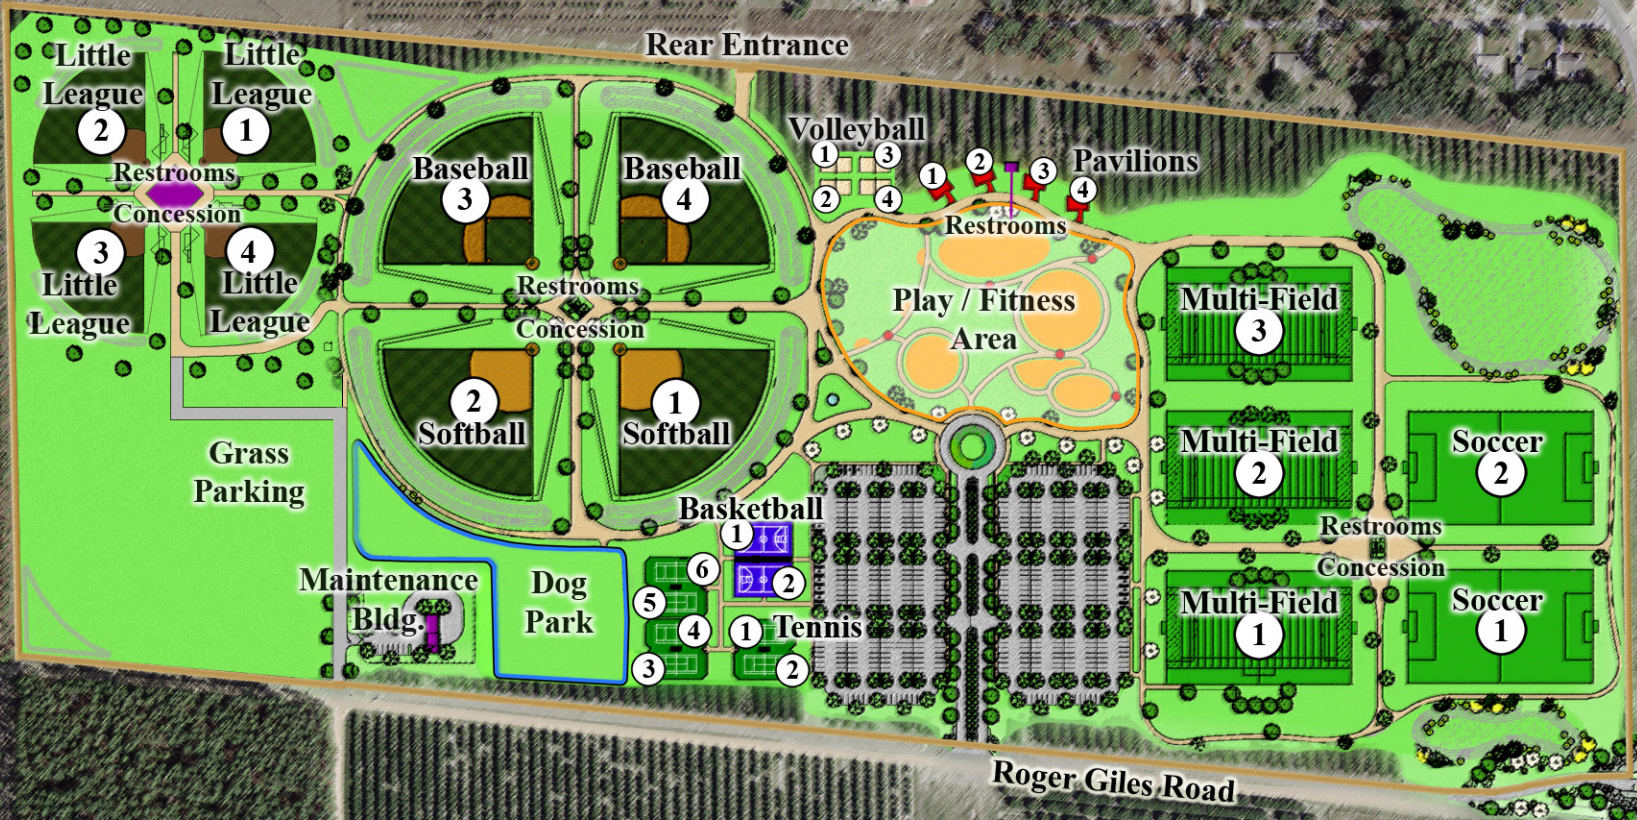 Rear Entrance
Little
League
2
Little
League
1
Restrooms
Concession
3
Little
League
4
Little
League
Baseball
3
Baseball
4
Restrooms
Concession
2
Softball
1
Softball
Volleyball
1
3
2
4
Pavilions
1
2
3
4
Restrooms
Play / Fitness
Area
Multi-Field
3
Multi-Field
2
Soccer
2
Restrooms
Concession
Multi-Field
1
Soccer
1
Grass
Parking
Maintenance
Bldg.
Dog
Park
Basketball
1
2
6
5
4
3
1
Tennis
2
Roger Giles Road